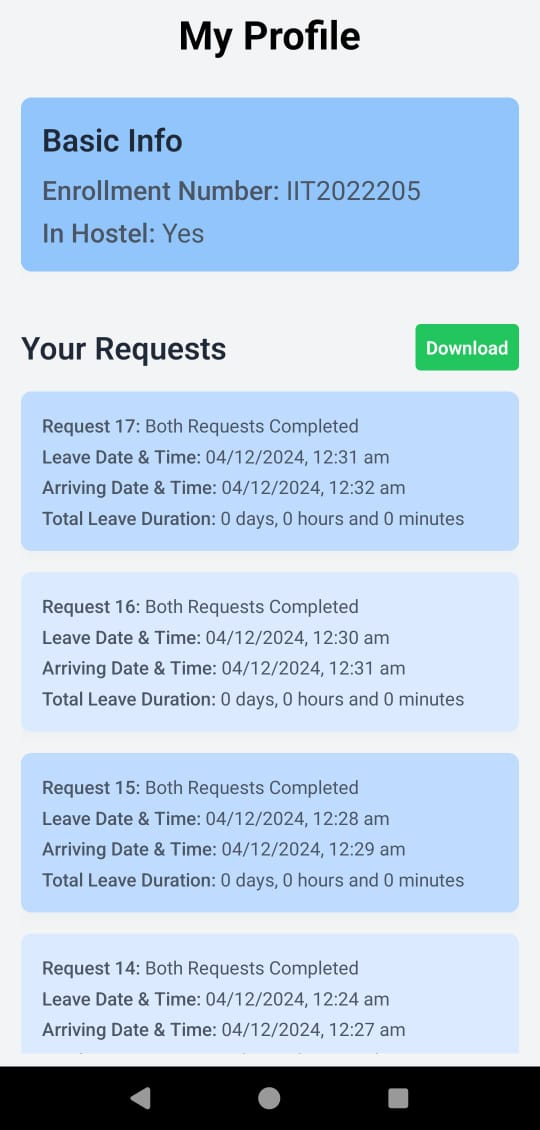 My Profile
Basic Info
Enrollment Number: IIT2022205
In Hostel: Yes
Your Requests
Download
Request 17: Both Requests Completed
Leave Date & Time: 04/12/2024, 12:31 am
Arriving Date & Time: 04/12/2024, 12:32 am
Total Leave Duration: 0 days, 0 hours and 0 minutes
Request 16: Both Requests Completed
Leave Date & Time: 04/12/2024, 12:30 am
Arriving Date & Time: 04/12/2024, 12:31 am
Total Leave Duration: 0 days, 0 hours and 0 minutes
Request 15: Both Requests Completed
Leave Date & Time: 04/12/2024, 12:28 am
Arriving Date & Time: 04/12/2024, 12:29 am
Total Leave Duration: 0 days, 0 hours and 0 minutes
Request 14: Both Requests Completed
Leave Date & Time: 04/12/2024, 12:24 am
Arriving Date & Time: 04/12/2024, 12:27 am